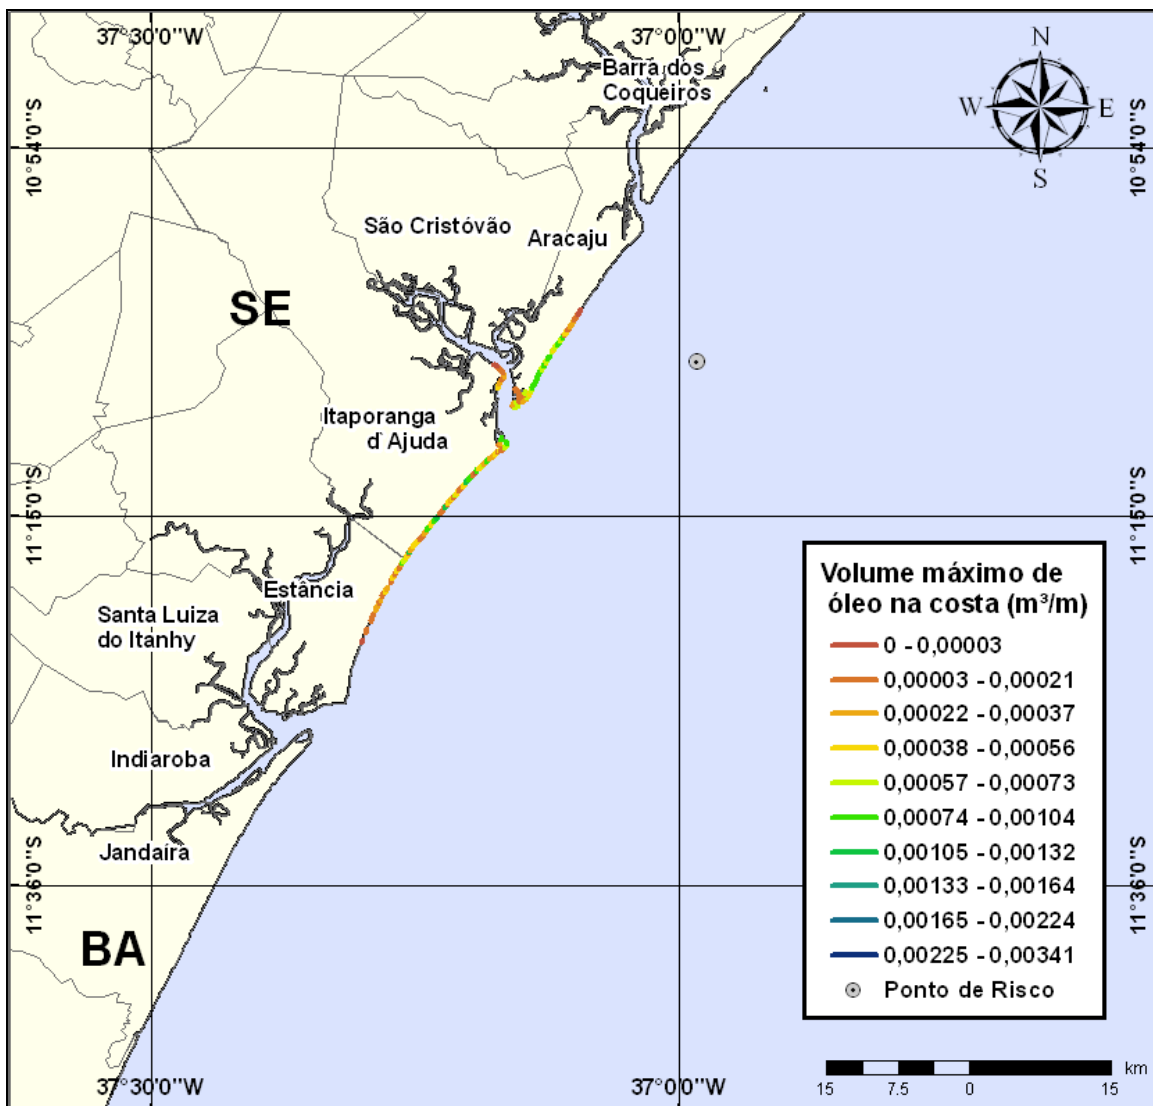 37°30'0"W
37°0'0"W
N
W
E
S
Barra dos
Coqueiros
10°54'0"S
10°54'0"S
São Cristóvão
Aracaju
SE
Itaporanga
d`Ajuda
11°15'0"S
11°15'0"S
Estância
Santa Luiza
do Itanhy
Indiaroba
Jandaíra
11°36'0"S
11°36'0"S
BA
Volume máximo de
óleo na costa (m³/m)
0 - 0,00003
0,00003 - 0,00021
0,00022 - 0,00037
0,00038 - 0,00056
0,00057 - 0,00073
0,00074 - 0,00104
0,00105 - 0,00132
0,00133 - 0,00164
0,00165 - 0,00224
0,00225 - 0,00341
Ponto de Risco
km
15 7.5 0 15
37°30'0"W
37°0'0"W